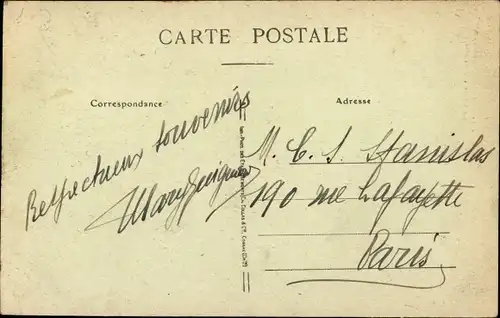 CARTE POSTALE
Correspondance
Adresse
Respectueux souvenirs
M. C. S. Stanislas
190 rue Lafayette
Paris